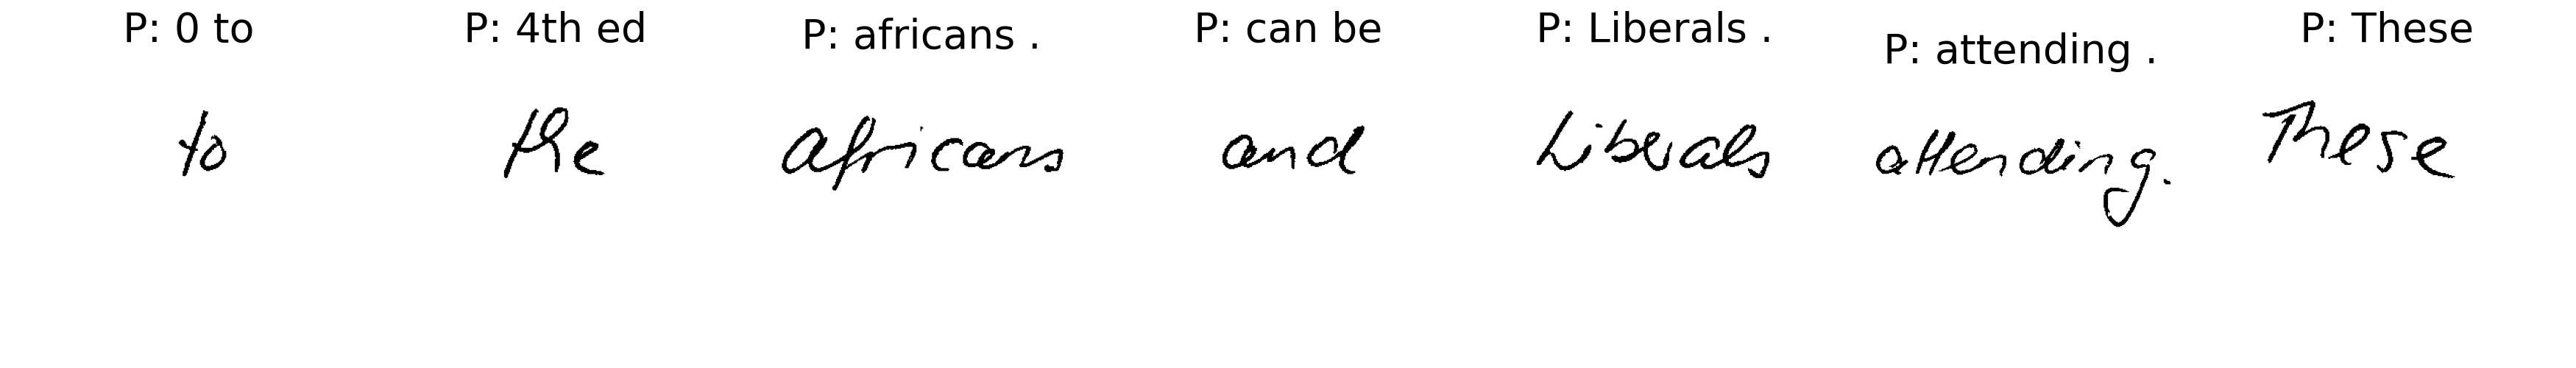 P: 0 to P: 4th ed P: africans . P: can be P: Liberals . P: attending . P: These
to the africans and Liberals attending. These